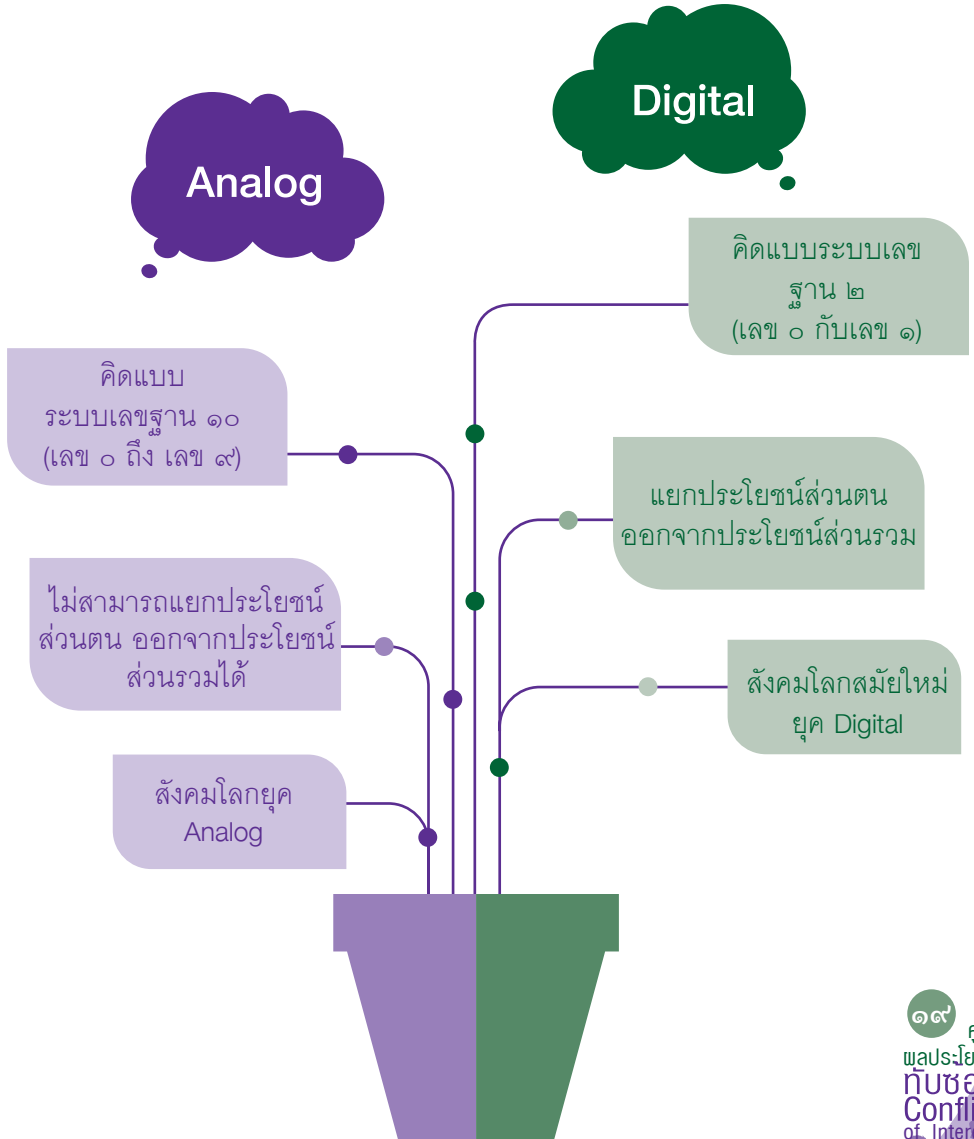 Analog
Digital
คิดแบบ
ระบบเลขฐาน ๑๐
(เลข ๐ ถึง เลข ๙)
ไม่สามารถแยกประโยชน์
ส่วนตน ออกจากประโยชน์
ส่วนรวมได้
สังคมโลกยุค
Analog
คิดแบบระบบเลข
ฐาน ๒
(เลข ๐ กับเลข ๑)
แยกประโยชน์ส่วนตน
ออกจากประโยชน์ส่วนรวม
สังคมโลกสมัยใหม่
ยุค Digital
๑๙